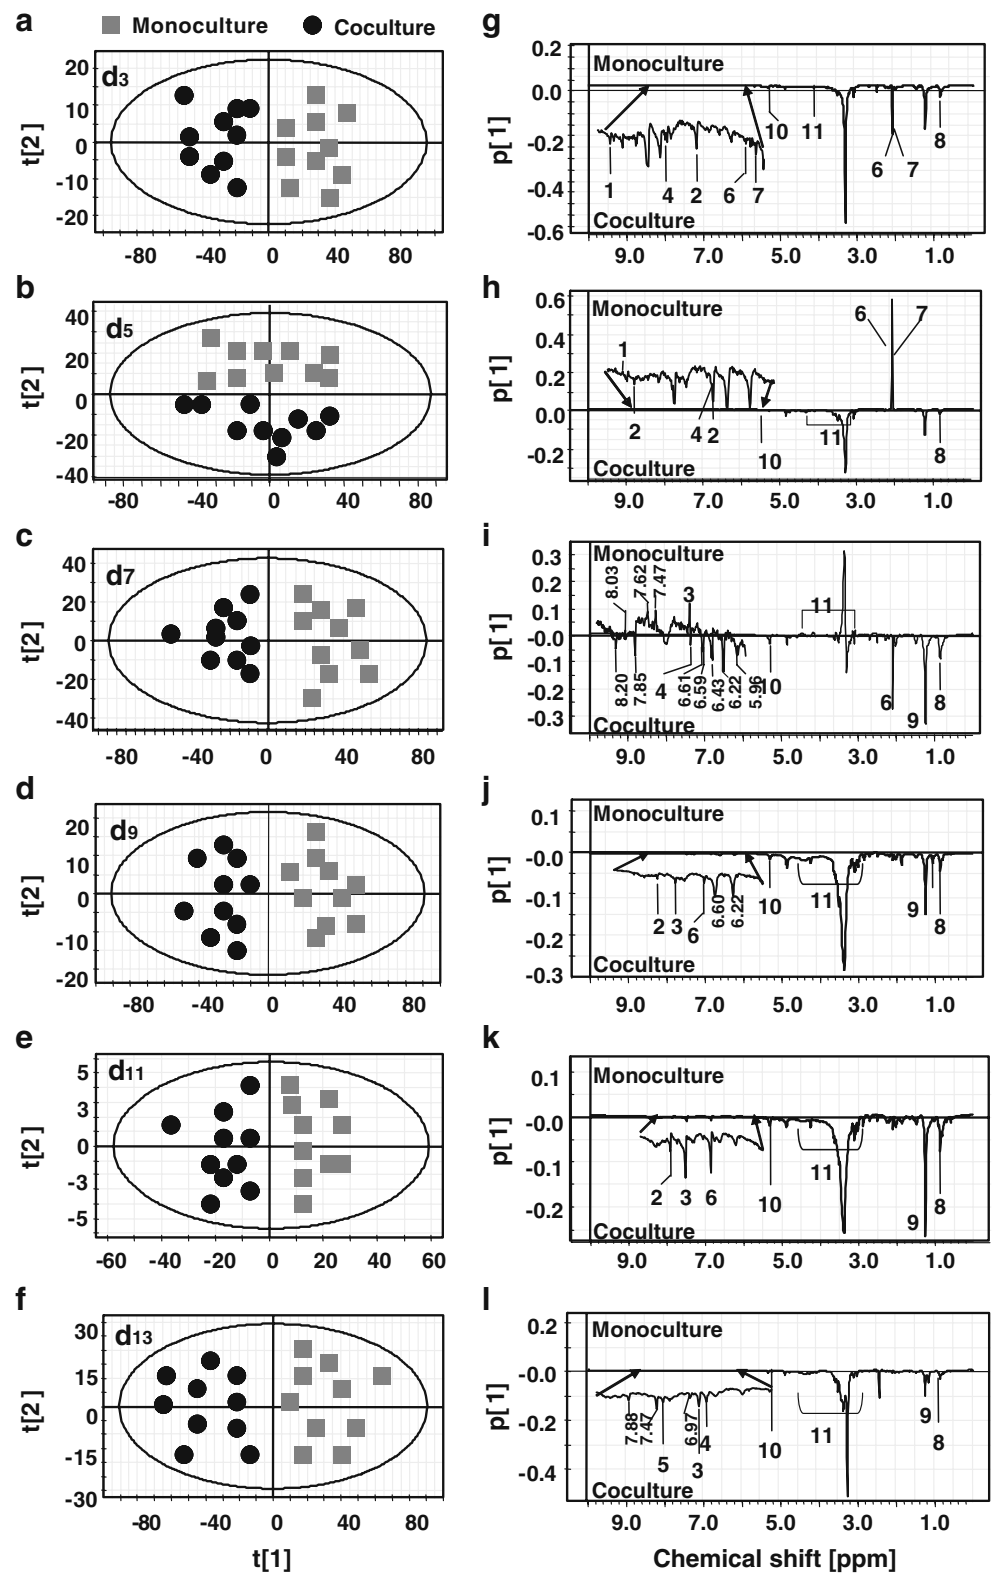 a Monoculture Coculture
d3
t[2]
20
10
0
-10
-20
-80 -40 0 40 80
g
Monoculture
Coculture
p[1]
0.2
0.0
-0.2
-0.4
-0.6
10 11 8
6 7
1 4 2 6 7
9.0 7.0 5.0 3.0 1.0
b
d5
t[2]
40
20
0
-20
-40
-80 -40 0 40 80
h
Monoculture
Coculture
p[1]
0.6
0.4
0.2
0.0
-0.2
6 7
1
2 4 2 11
10 8
9.0 7.0 5.0 3.0 1.0
c
d7
t[2]
40
20
0
-20
-40
-80 -40 0 40 80
i
Monoculture
Coculture
p[1]
0.3
0.2
0.1
-0.0
-0.1
-0.2
-0.3
8.03 7.62 7.47 3 11
8.20 7.85 4 6.61 6.59 6.43 6.22 5.96 10
6 9 8
9.0 7.0 5.0 3.0 1.0
d
d9
t[2]
20
10
0
-10
-20
-80 -40 0 40 80
j
Monoculture
Coculture
p[1]
0.1
-0.0
-0.1
-0.2
-0.3
2 3 6 6.60 6.22 10 11 9 8
9.0 7.0 5.0 3.0 1.0
e
d11
t[2]
5
3
0
-3
-5
-60 -40 -20 0 20 40 60
k
Monoculture
Coculture
p[1]
0.1
-0.0
-0.1
-0.2
2 3 6 10 11 9 8
9.0 7.0 5.0 3.0 1.0
f
d13
t[2]
30
15
0
-15
-30
-80 -40 0 40 80
t[1]
l
Monoculture
Coculture
p[1]
0.2
-0.0
-0.2
-0.4
7.88 7.47 5 6.97 3 4 10 11 9 8
9.0 7.0 5.0 3.0 1.0
Chemical shift [ppm]